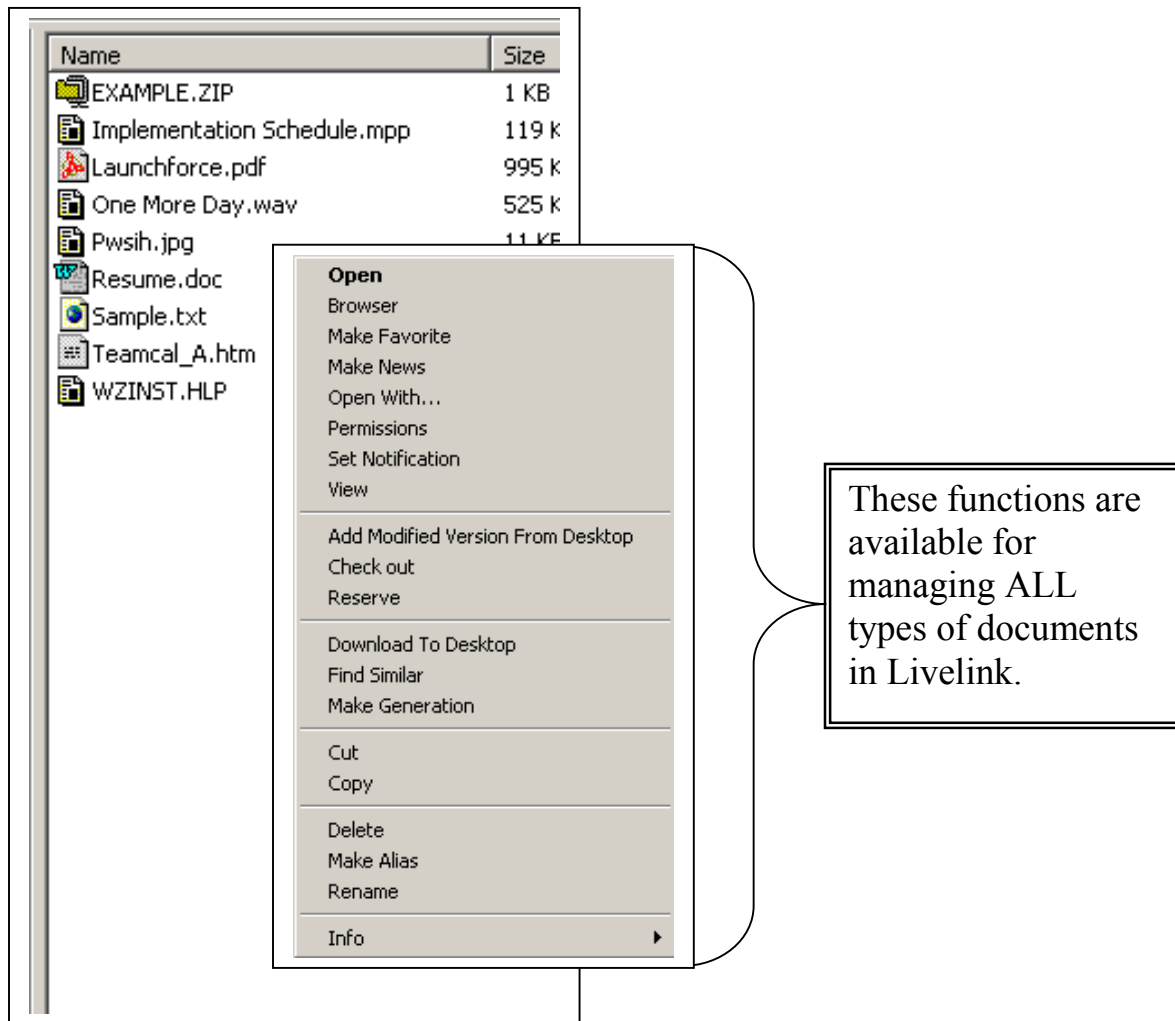 Name Size
EXAMPLE.ZIP 1 KB
Implementation Schedule.mpp 119 K
Launchforce.pdf 995 K
One More Day.wav 525 K
Pwsih.jpg 11 KB
Resume.doc
Sample.txt
Teamcal_A.htm
WZINST.HLP
Open
Browser
Make Favorite
Make News
Open With...
Permissions
Set Notification
View
Add Modified Version From Desktop
Check out
Reserve
Download To Desktop
Find Similar
Make Generation
Cut
Copy
Delete
Make Alias
Rename
Info
These functions are
available for
managing ALL
types of documents
in Livelink.